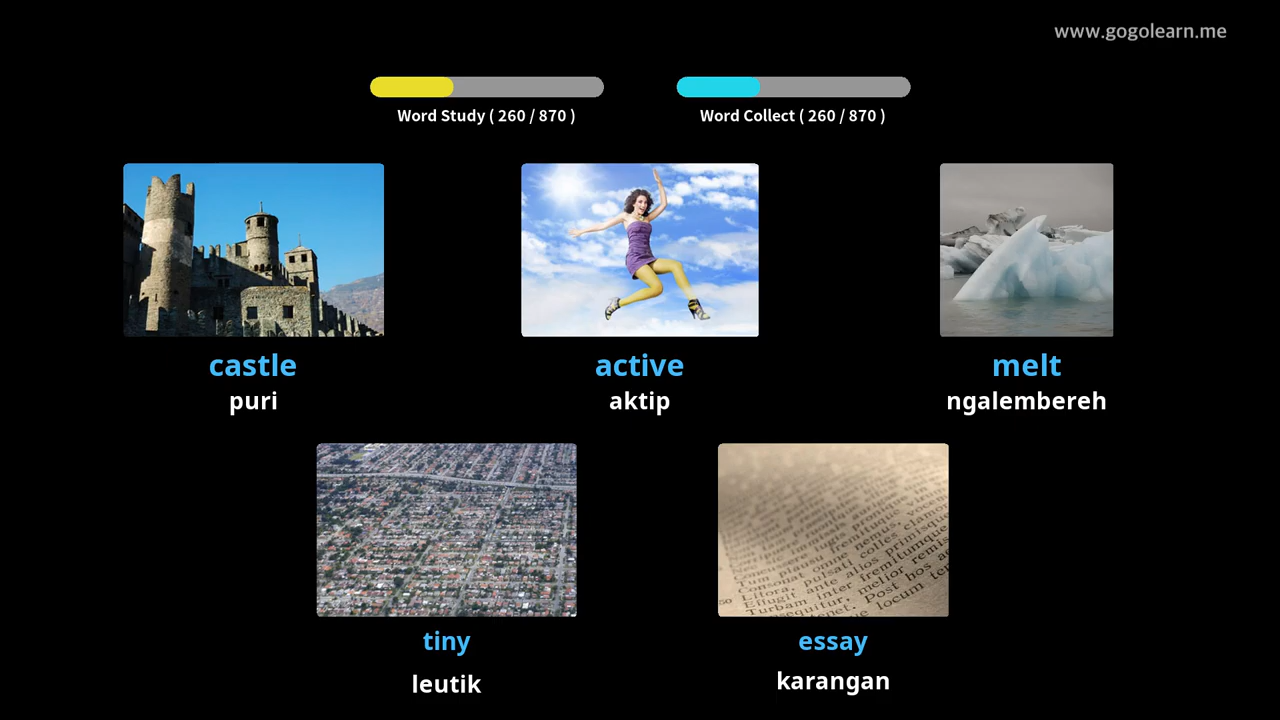 www.gogolearn.me
Word Study ( 260 / 870 )
Word Collect ( 260 / 870 )
castle
puri
active
aktip
melt
ngalembereh
tiny
leutik
essay
karangan